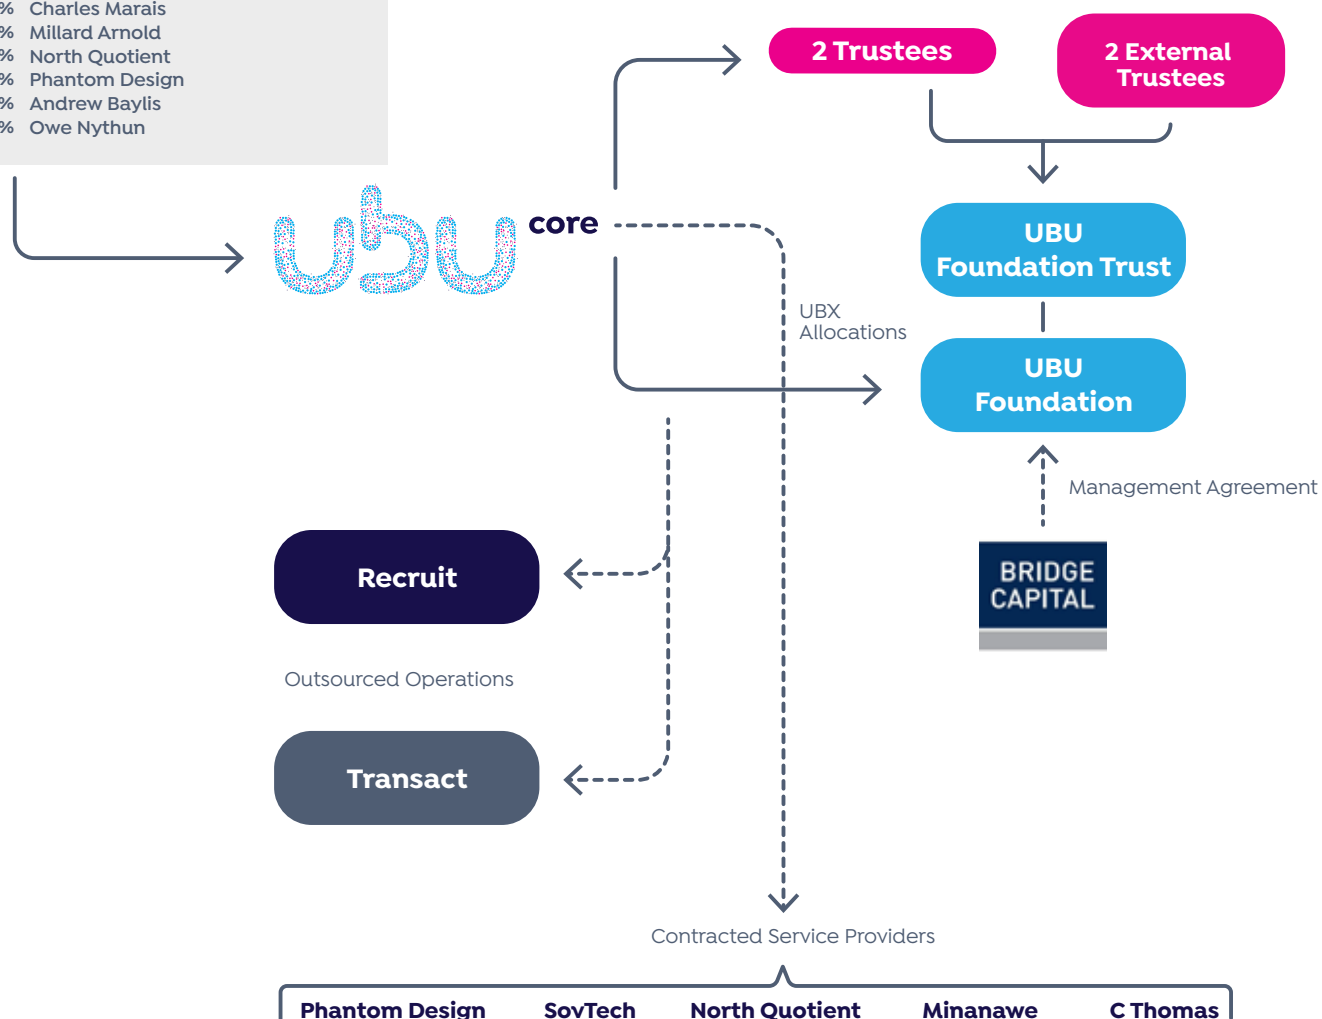 % Charles Marais
% Millard Arnold
% North Quotient
% Phantom Design
% Andrew Baylis
% Owe Nythun
2 Trustees
2 External
Trustees
ubu core
UBU
Foundation Trust
UBX
Allocations
UBU
Foundation
Management Agreement
BRIDGE
CAPITAL
Recruit
Outsourced Operations
Transact
Contracted Service Providers
Phantom Design SovTech North Quotient Minanawe C Thomas